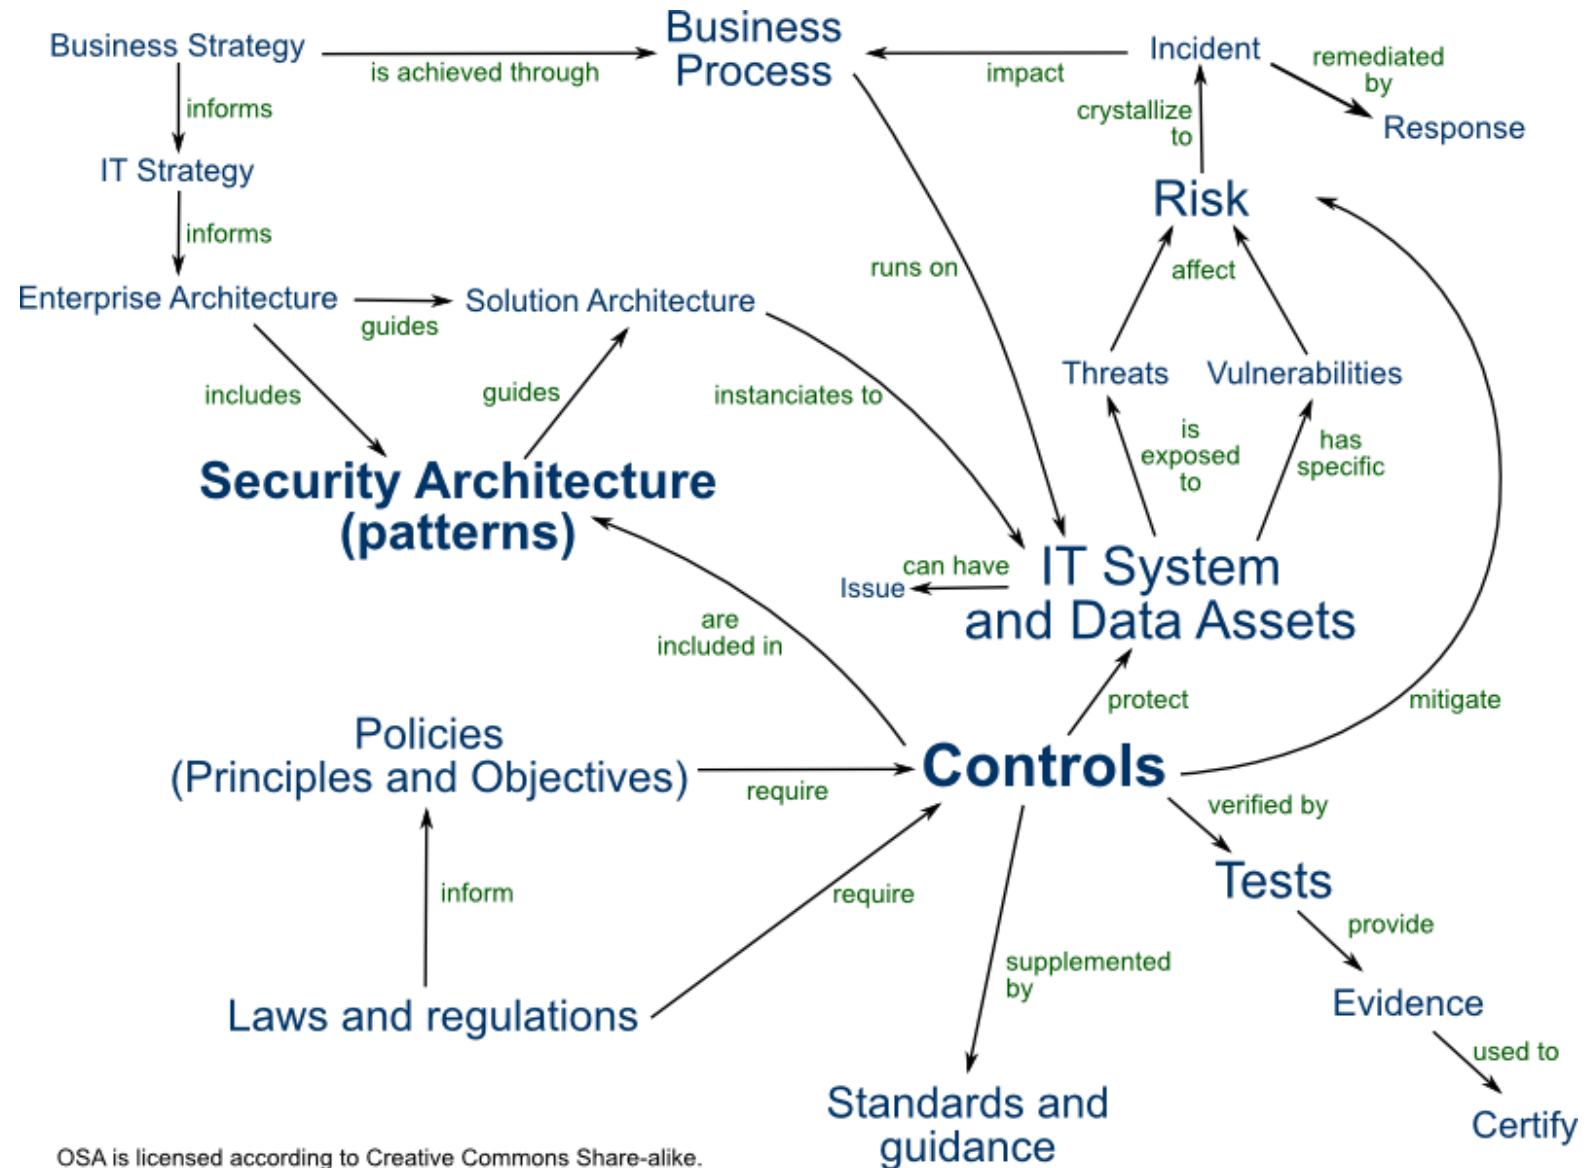 Business Strategy
is achieved through
Business
Process
impact
Incident
remediated
by
Response
informs
crystallize
to
IT Strategy
Risk
informs
runs on
affect
Enterprise Architecture
guides
Solution Architecture
includes
guides
instanciates to
Threats
Vulnerabilities
is
exposed
to
has
specific
Security Architecture
(patterns)
can have
Issue
IT System
and Data Assets
are
included in
protect
mitigate
Policies
(Principles and Objectives)
require
Controls
verified by
Tests
inform
require
provide
supplemented
by
Evidence
Laws and regulations
used to
Standards and
guidance
Certify
OSA is licensed according to Creative Commons Share-alike.